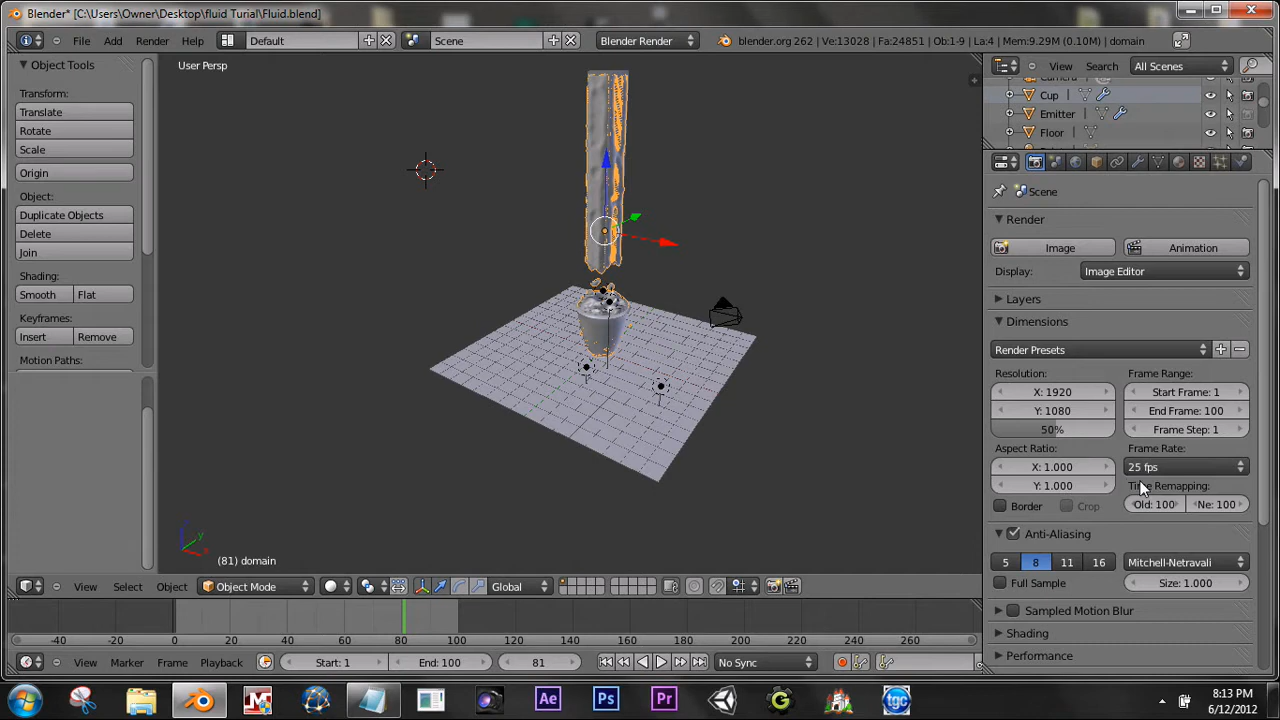 Blender* [C:\Users\Owner\Desktop\fluid Turial\Fluid.blend]
File Add Render Help Default Scene Blender Render blender.org 262 | Ve:13028 | Fa:24851 | Ob:1-9 | La:4 | Mem:9.29M (0.10M) | domain
Object Tools
Transform:
Translate
Rotate
Scale
Origin
Object:
Duplicate Objects
Delete
Join
Shading:
Smooth Flat
Keyframes:
Insert Remove
Motion Paths:
User Persp
z
y
x
(81) domain
View Select Object Object Mode Global
-40 -20 0 20 40 60 80 100 120 140 160 180 200 220 240 260
View Marker Frame Playback Start: 1 End: 100 81 No Sync
View Search All Scenes
Cup
Emitter
Floor
Scene
Render
Image Animation
Display: Image Editor
Layers
Dimensions
Render Presets
Resolution: Frame Range:
X: 1920 Start Frame: 1
Y: 1080 End Frame: 100
50% Frame Step: 1
Aspect Ratio: Frame Rate:
X: 1.000 25 fps
Y: 1.000 Time Remapping:
Border Crop Old: 100 Ne: 100
Anti-Aliasing
5 8 11 16 Mitchell-Netravali
Full Sample Size: 1.000
Sampled Motion Blur
Shading
Performance
Ae Ps Pr G tgc
8:13 PM
6/12/2012